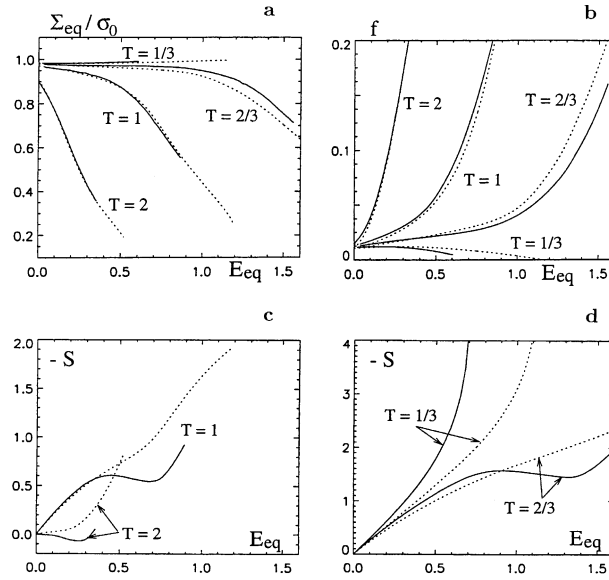 a
Σeq / σ0
T = 1/3
T = 2/3
T = 1
T = 2
1.0
0.8
0.6
0.4
0.2
0.0 0.5 1.0 1.5
Eeq
b
f
0.2
T = 2
T = 2/3
T = 1
0.1
T = 1/3
0
0.0 0.5 1.0 1.5
Eeq
c
- S
2.0
1.5
1.0
T = 1
0.5
0.0
T = 2
Eeq
0.0 0.5 1.0 1.5
d
- S
4
3
T = 1/3
2
1
T = 2/3
0
Eeq
0.0 0.5 1.0 1.5